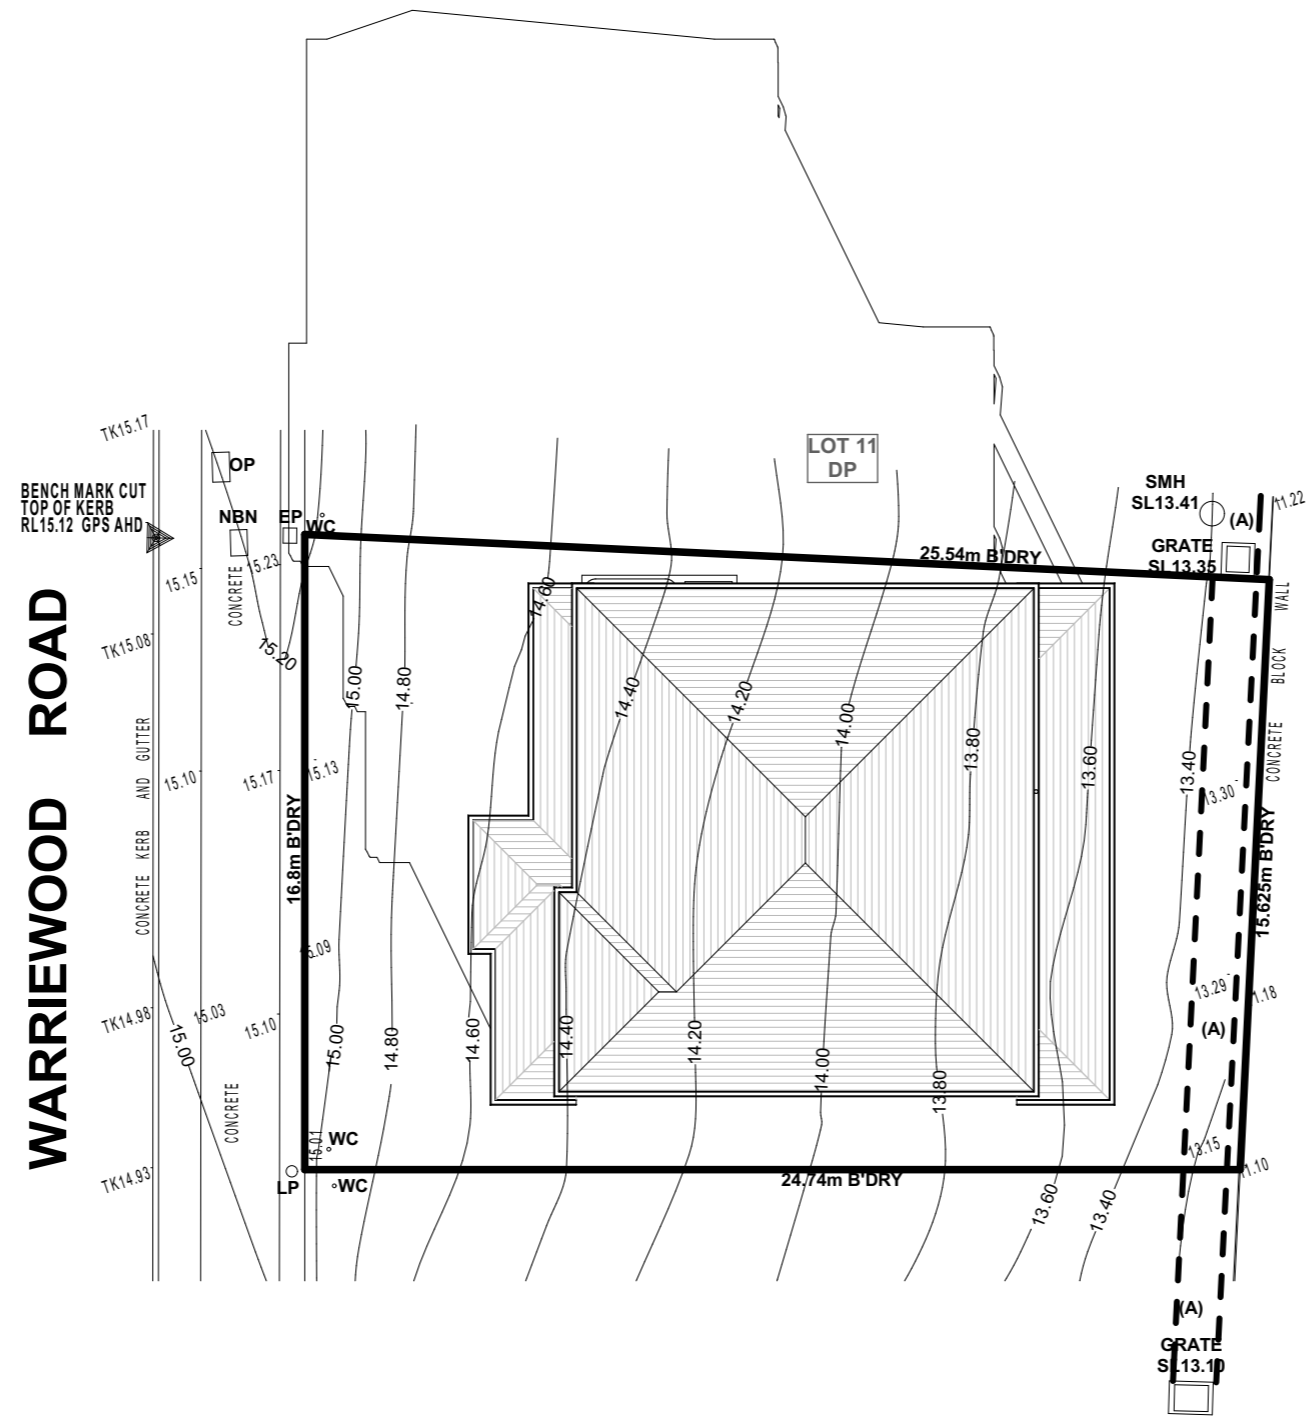 TK15.17
OP
BENCH MARK CUT
TOP OF KERB
RL15.12 GPS AHD
NBN
EP
WC
LOT 11
DP
SMH
SL13.41
(A)
11.22
GRATE
SL13.35
25.54m B'DRY
15.15
15.23
CONCRETE
TK15.08
15.20
WARRIEWOOD ROAD
CONCRETE KERB AND GUTTER
15.10
15.17
15.13
16.8m B'DRY
15.00
14.80
14.60
14.40
14.20
14.00
13.80
13.60
13.40
13.30
CONCRETE BLOCK WALL
15.625m B'DRY
15.09
TK14.98
15.03
15.10
15.00
15.00
14.80
14.60
14.40
14.20
14.00
13.80
13.29
11.18
(A)
CONCRETE
15.01
WC
TK14.93
LP
WC
24.74m B'DRY
13.60
13.40
13.15
11.10
(A)
GRATE
SL13.10